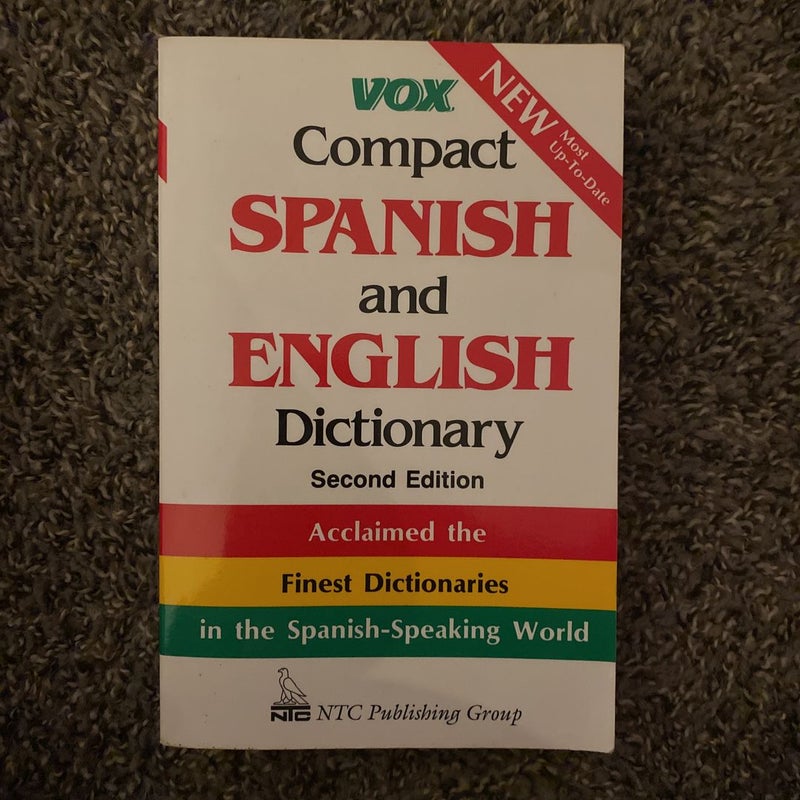 VOX
NEW
Most
Up-To-Date
Compact
SPANISH
and
ENGLISH
Dictionary
Second Edition
Acclaimed the
Finest Dictionaries
in the Spanish-Speaking World
NTC
NTC Publishing Group